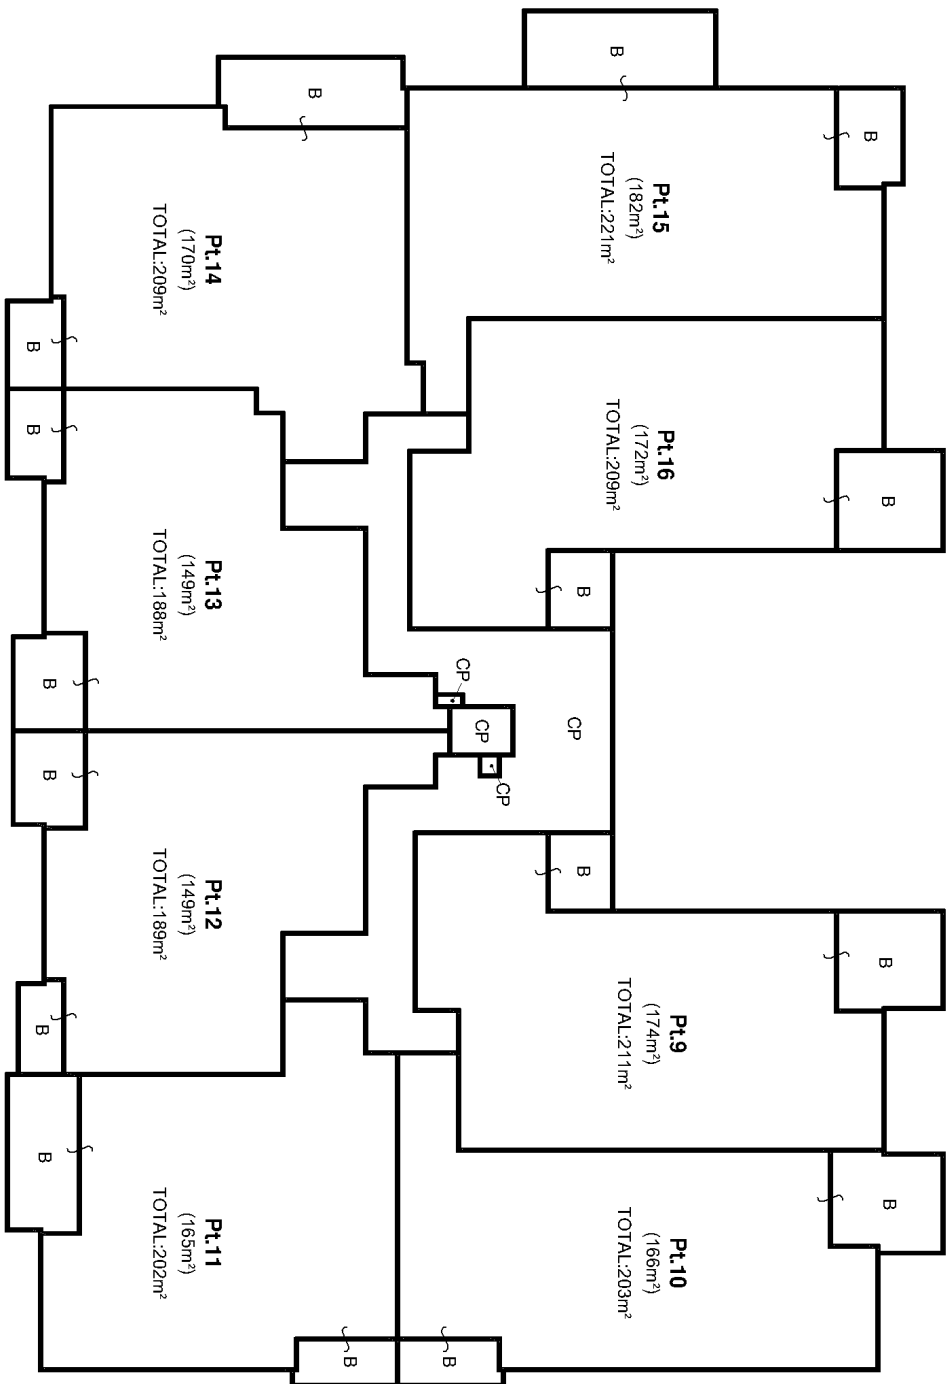 B
B
B
Pt.15
(182m²)
TOTAL:221m²
Pt.14
(170m²)
TOTAL:209m²
B
B
Pt.16
(172m²)
TOTAL:209m²
B
B
Pt.13
(149m²)
TOTAL:188m²
B
CP
CP
CP
CP
B
B
B
Pt.12
(149m²)
TOTAL:189m²
B
Pt.9
(174m²)
TOTAL:211m²
B
B
Pt.11
(165m²)
TOTAL:202m²
Pt.10
(166m²)
TOTAL:203m²
B
B